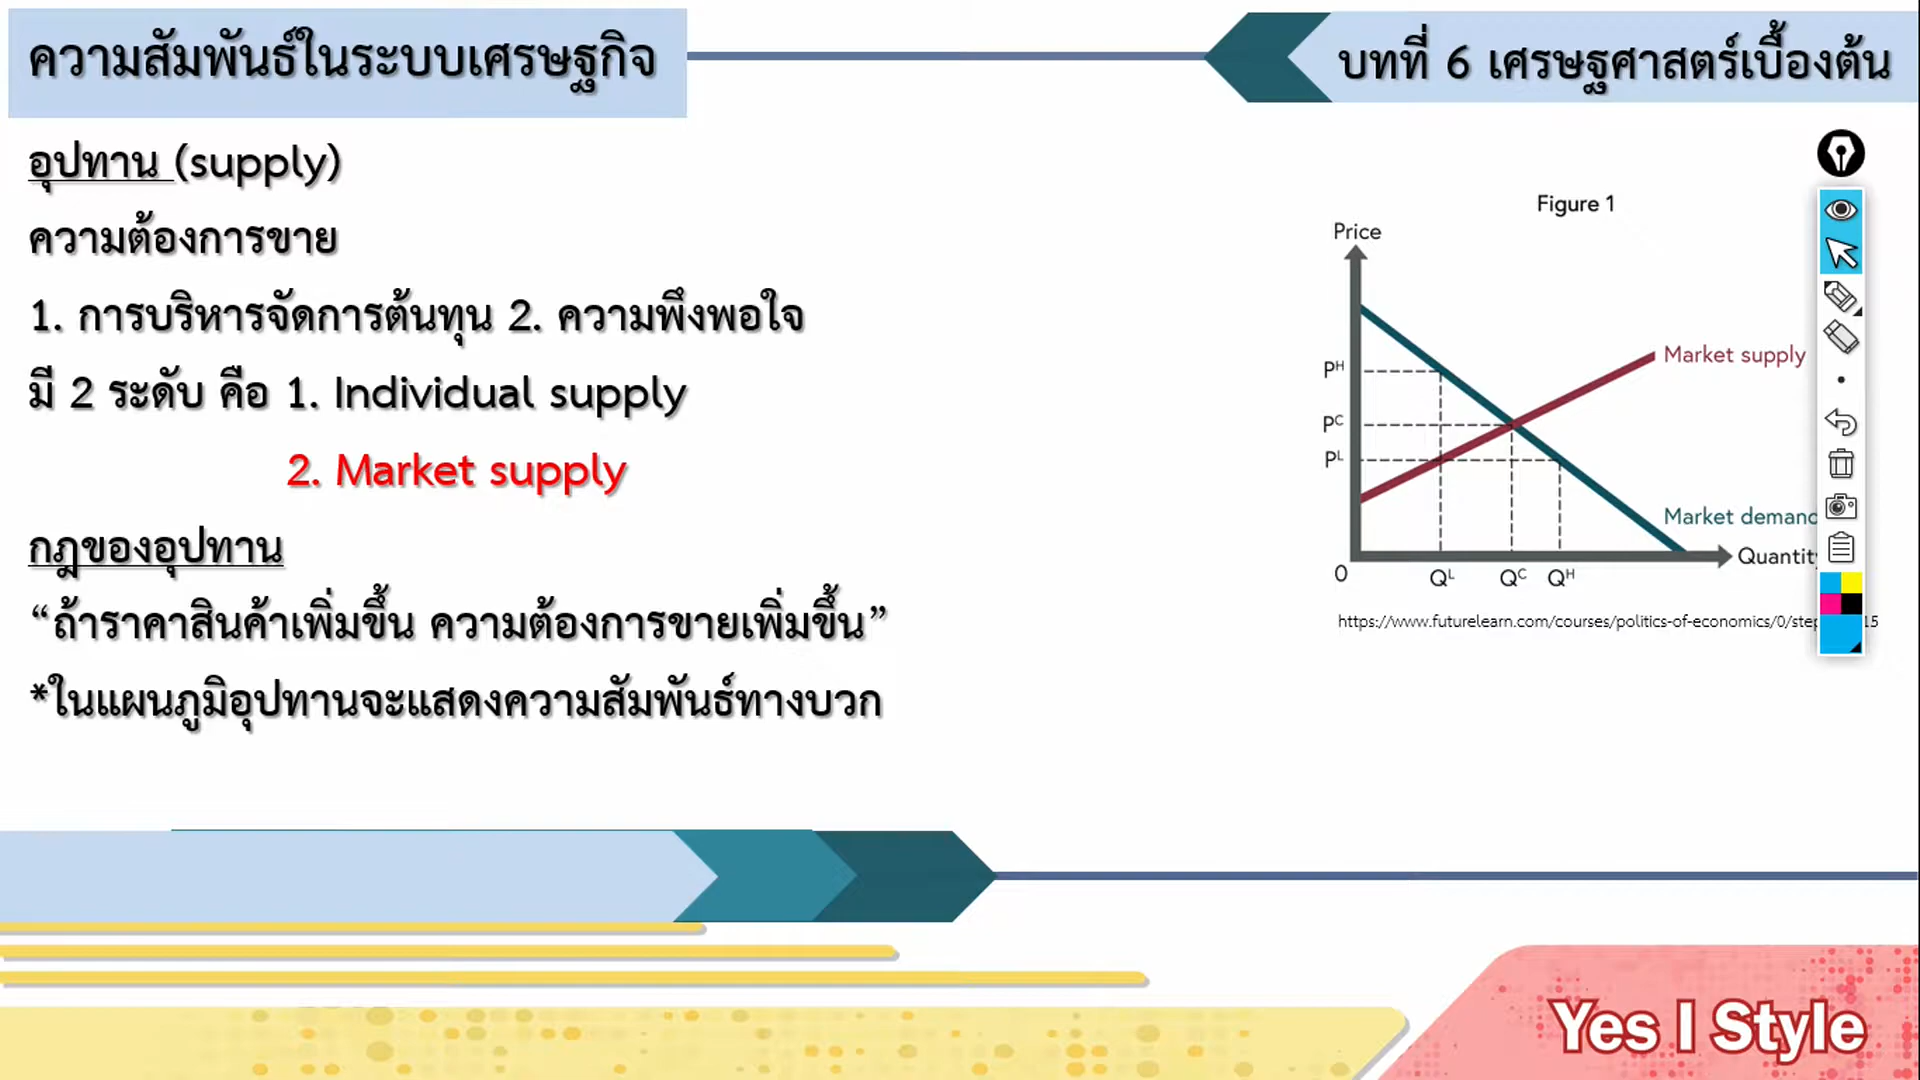 ความสัมพันธ์ในระบบเศรษฐกิจ
บทที่ 6 เศรษฐศาสตร์เบื้องต้น
อุปทาน (supply)
ความต้องการขาย
1. การบริหารจัดการต้นทุน 2. ความพึงพอใจ
มี 2 ระดับ คือ 1. Individual supply
2. Market supply
กฎของอุปทาน
“ถ้าราคาสินค้าเพิ่มขึ้น ความต้องการขายเพิ่มขึ้น”
*ในแผนภูมิอุปทานจะแสดงความสัมพันธ์ทางบวก
Figure 1
Price
Market supply
Pᴴ
Pᶜ
Pᴸ
Market deman
Quantit
0
Qᴸ Qᶜ Qᴴ
https://www.futurelearn.com/courses/politics-of-economics/0/step 15
Yes I Style